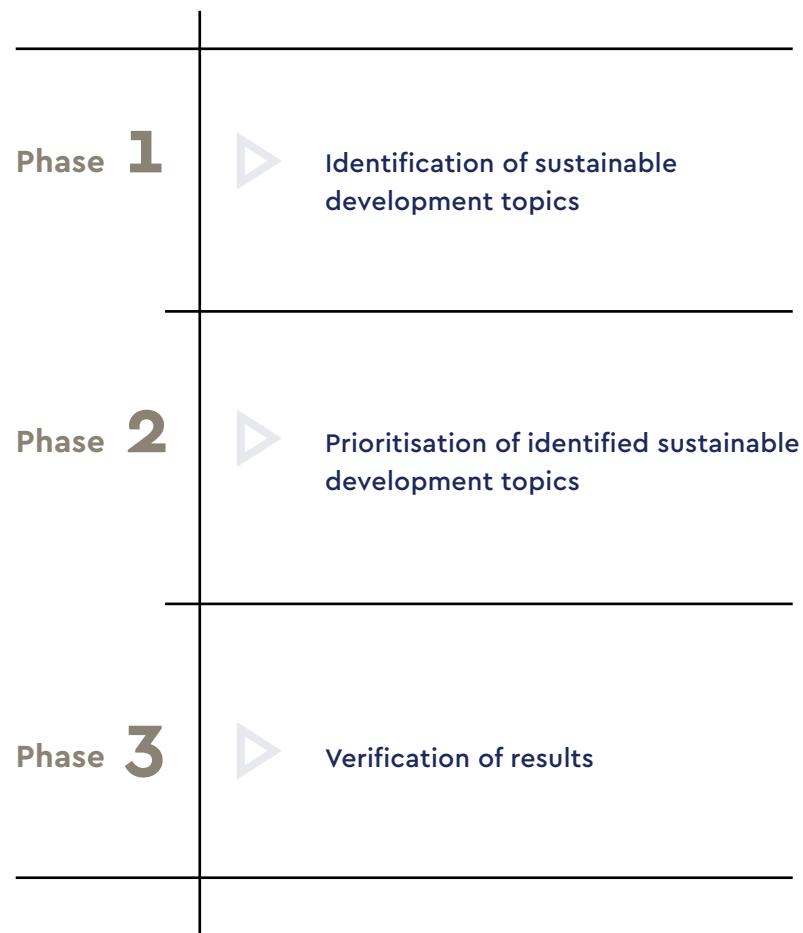 Phase 1
Identification of sustainable
development topics
Phase 2
Prioritisation of identified sustainable
development topics
Phase 3
Verification of results